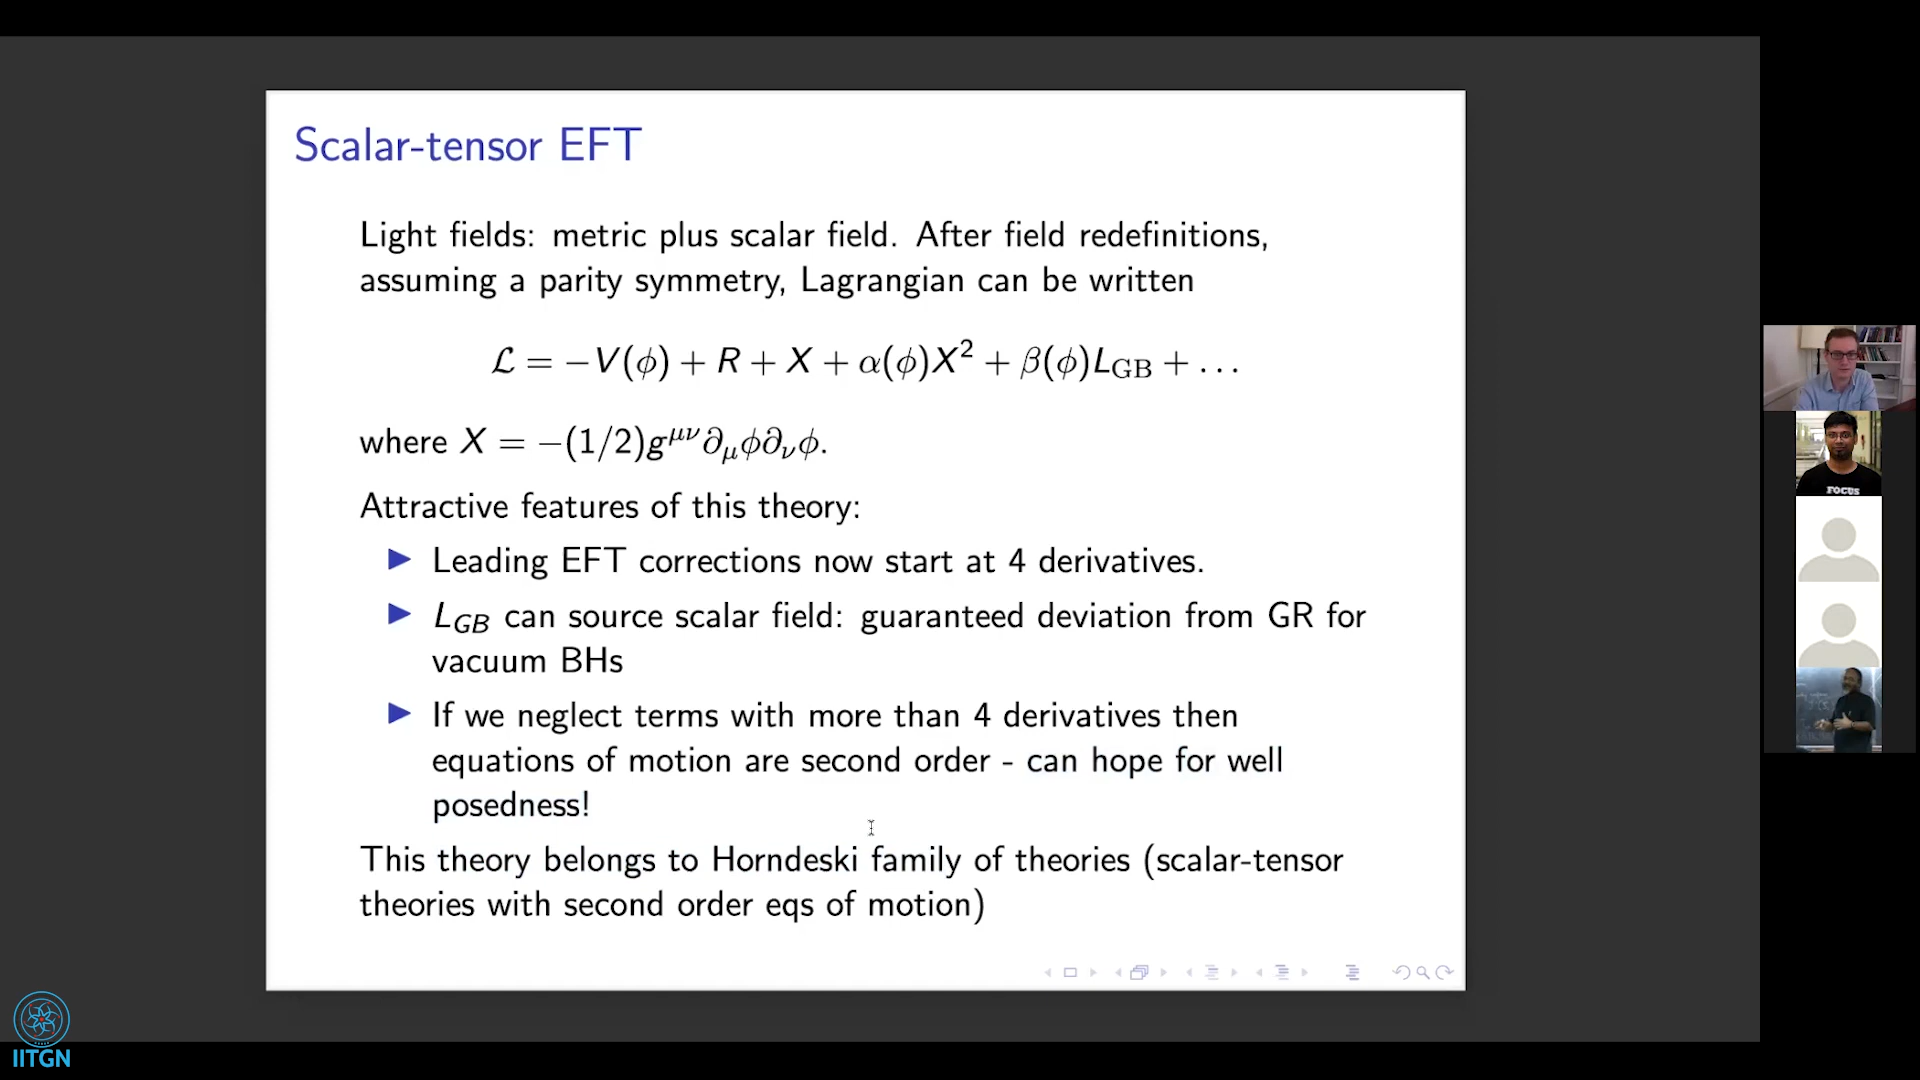 Scalar-tensor EFT
Light fields: metric plus scalar field. After field redefinitions,
assuming a parity symmetry, Lagrangian can be written
ℒ = −V(ϕ) + R + X + α(ϕ)X² + β(ϕ)L_GB + . . .
where X = −(1/2)g^{μν}∂_μϕ∂_νϕ.
Attractive features of this theory:
▶ Leading EFT corrections now start at 4 derivatives.
▶ L_GB can source scalar field: guaranteed deviation from GR for
vacuum BHs
▶ If we neglect terms with more than 4 derivatives then
equations of motion are second order - can hope for well
posedness!
This theory belongs to Horndeski family of theories (scalar-tensor
theories with second order eqs of motion)
FOCUS
IITGN